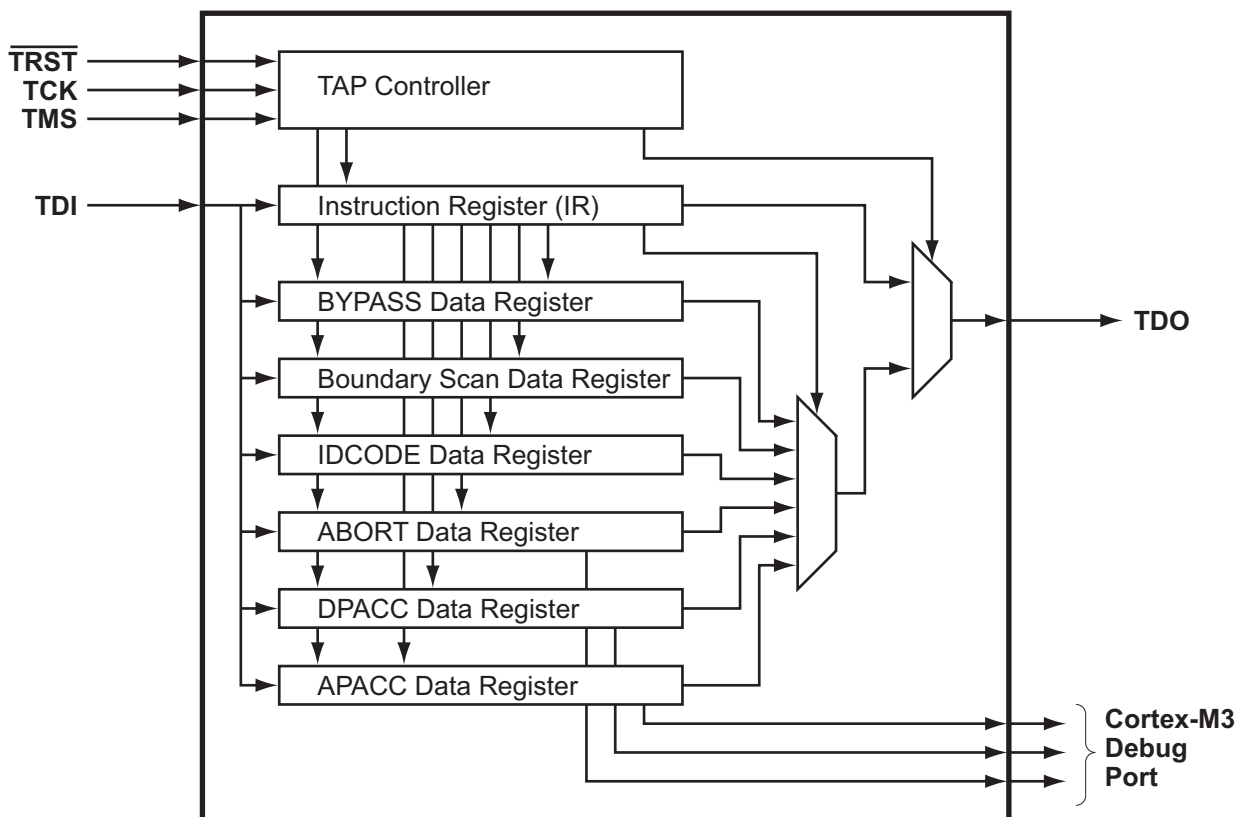 TRST
TCK
TMS
TAP Controller
TDI
Instruction Register (IR)
BYPASS Data Register
TDO
Boundary Scan Data Register
IDCODE Data Register
ABORT Data Register
DPACC Data Register
APACC Data Register
Cortex-M3
Debug
Port